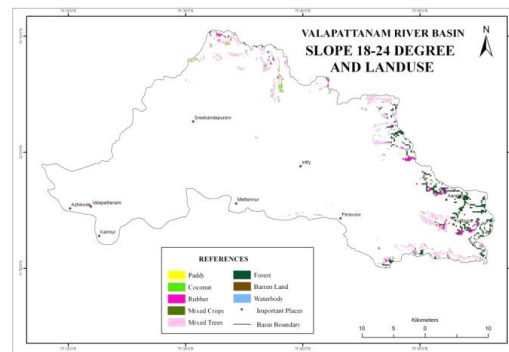 VALAPATTANAM RIVER BASIN
SLOPE 18-24 DEGREE
AND LANDUSE
N
Sreekandapuram
Iritty
Azhikode
Valapattanam
Mattannur
Peravoor
Kannur
REFERENCES
Paddy
Coconut
Rubber
Mixed Crops
Mixed Trees
Forest
Barren Land
Waterbody
Important Places
Basin Boundary
Kilometers
10 5 0 10